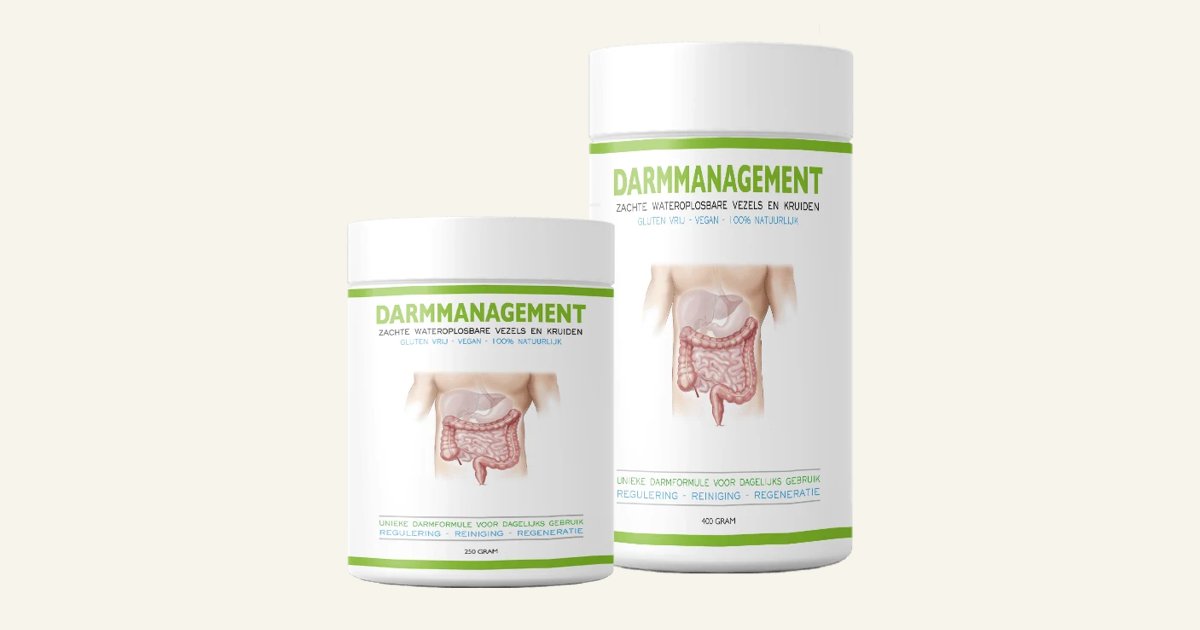 DARMMANAGEMENT
ZACHTE WATEROPLOSBARE VEZELS EN KRUIDEN
GLUTEN VRIJ - VEGAN - 100% NATUURLIJK
UNIEKE DARMFORMULE VOOR DAGELIJKS GEBRUIK
REGULERING - REINIGING - REGENERATIE
250 GRAM
DARMMANAGEMENT
ZACHTE WATEROPLOSBARE VEZELS EN KRUIDEN
GLUTEN VRIJ - VEGAN - 100% NATUURLIJK
UNIEKE DARMFORMULE VOOR DAGELIJKS GEBRUIK
REGULERING - REINIGING - REGENERATIE
400 GRAM